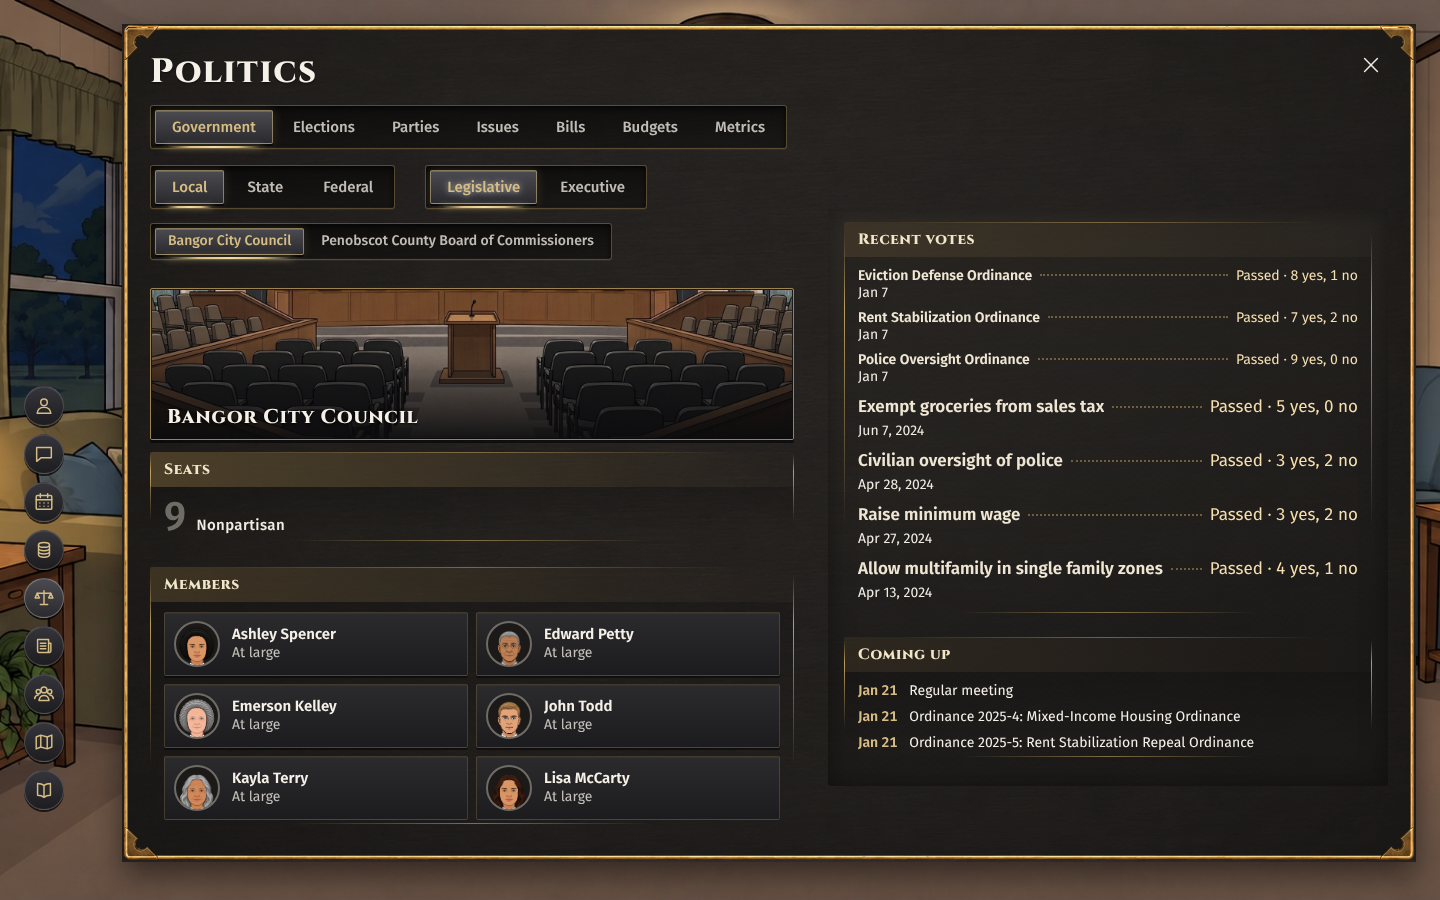 Politics
Government Elections Parties Issues Bills Budgets Metrics
Local State Federal Legislative Executive
Bangor City Council Penobscot County Board of Commissioners
Bangor City Council
Seats
9 Nonpartisan
Members
Ashley Spencer
At large
Edward Petty
At large
Emerson Kelley
At large
John Todd
At large
Kayla Terry
At large
Lisa McCarty
At large
Recent votes
Eviction Defense Ordinance Passed · 8 yes, 1 no
Jan 7
Rent Stabilization Ordinance Passed · 7 yes, 2 no
Jan 7
Police Oversight Ordinance Passed · 9 yes, 0 no
Jan 7
Exempt groceries from sales tax Passed · 5 yes, 0 no
Jun 7, 2024
Civilian oversight of police Passed · 3 yes, 2 no
Apr 28, 2024
Raise minimum wage Passed · 3 yes, 2 no
Apr 27, 2024
Allow multifamily in single family zones Passed · 4 yes, 1 no
Apr 13, 2024
Coming up
Jan 21 Regular meeting
Jan 21 Ordinance 2025-4: Mixed-Income Housing Ordinance
Jan 21 Ordinance 2025-5: Rent Stabilization Repeal Ordinance